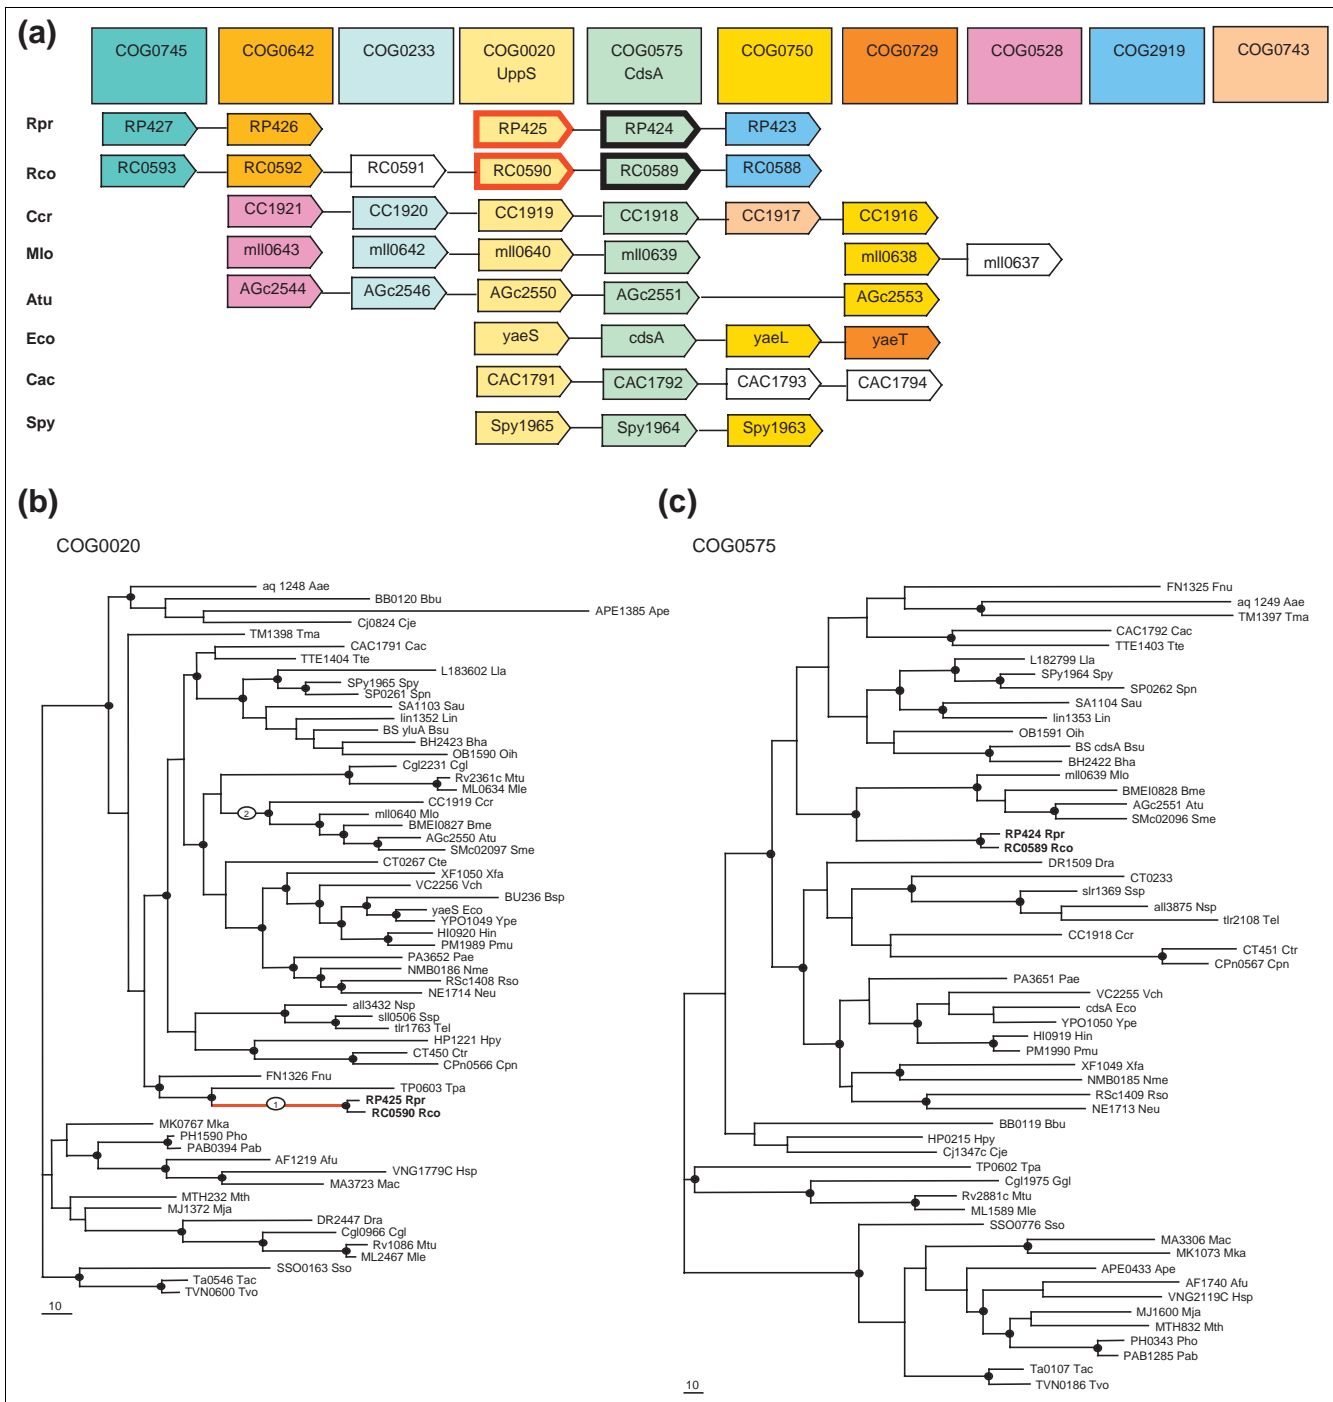 (a)
COG0745 COG0642 COG0233 COG0020 UppS COG0575 CdsA COG0750 COG0729 COG0528 COG2919 COG0743
Rpr RP427 RP426 RP425 RP424 RP423
Rco RC0593 RC0592 RC0591 RC0590 RC0589 RC0588
Ccr CC1921 CC1920 CC1919 CC1918 CC1917 CC1916
Mlo mll0643 mll0642 mll0640 mll0639 mll0638 mll0637
Atu AGc2544 AGc2546 AGc2550 AGc2551 AGc2553
Eco yaeS cdsA yaeL yaeT
Cac CAC1791 CAC1792 CAC1793 CAC1794
Spy Spy1965 Spy1964 Spy1963
(b)
COG0020
aq 1248 Aae
BB0120 Bbu
APE1385 Ape
Cj0824 Cje
TM1398 Tma
CAC1791 Cac
TTE1404 Tte
L183602 Lla
SPy1965 Spy
SP0261 Spn
SA1103 Sau
lin1352 Lin
BS yluA Bsu
BH2423 Bha
OB1590 Oih
Cgl2231 Cgl
Rv2361c Mtu
ML0634 Mle
CC1919 Ccr
2
mll0640 Mlo
BMEI0827 Bme
AGc2550 Atu
SMc02097 Sme
CT0267 Cte
XF1050 Xfa
VC2256 Vch
BU236 Bsp
yaeS Eco
YPO1049 Ype
HI0920 Hin
PM1989 Pmu
PA3652 Pae
NMB0186 Nme
RSc1408 Rso
NE1714 Neu
all3432 Nsp
sll0506 Ssp
tlr1763 Tel
HP1221 Hpy
CT450 Ctr
CPn0566 Cpn
FN1326 Fnu
TP0603 Tpa
1
RP425 Rpr
RC0590 Rco
MK0767 Mka
PH1590 Pho
PAB0394 Pab
AF1219 Afu
VNG1779C Hsp
MA3723 Mac
MTH232 Mth
MJ1372 Mja
DR2447 Dra
Cgl0966 Cgl
Rv1086 Mtu
ML2467 Mle
SSO0163 Sso
Ta0546 Tac
TVN0600 Tvo
10
(c)
COG0575
FN1325 Fnu
aq 1249 Aae
TM1397 Tma
CAC1792 Cac
TTE1403 Tte
L182799 Lla
SPy1964 Spy
SP0262 Spn
SA1104 Sau
lin1353 Lin
OB1591 Oih
BS cdsA Bsu
BH2422 Bha
mll0639 Mlo
BMEI0828 Bme
AGc2551 Atu
SMc02096 Sme
RP424 Rpr
RC0589 Rco
DR1509 Dra
CT0233
slr1369 Ssp
all3875 Nsp
tlr2108 Tel
CC1918 Ccr
CT451 Ctr
CPn0567 Cpn
PA3651 Pae
VC2255 Vch
cdsA Eco
YPO1050 Ype
HI0919 Hin
PM1990 Pmu
XF1049 Xfa
NMB0185 Nme
RSc1409 Rso
NE1713 Neu
BB0119 Bbu
HP0215 Hpy
Cj1347c Cje
TP0602 Tpa
Cgl1975 Ggl
Rv2881c Mtu
ML1589 Mle
SSO0776 Sso
MA3306 Mac
MK1073 Mka
APE0433 Ape
AF1740 Afu
VNG2119C Hsp
MJ1600 Mja
MTH832 Mth
PH0343 Pho
PAB1285 Pab
Ta0107 Tac
TVN0186 Tvo
10